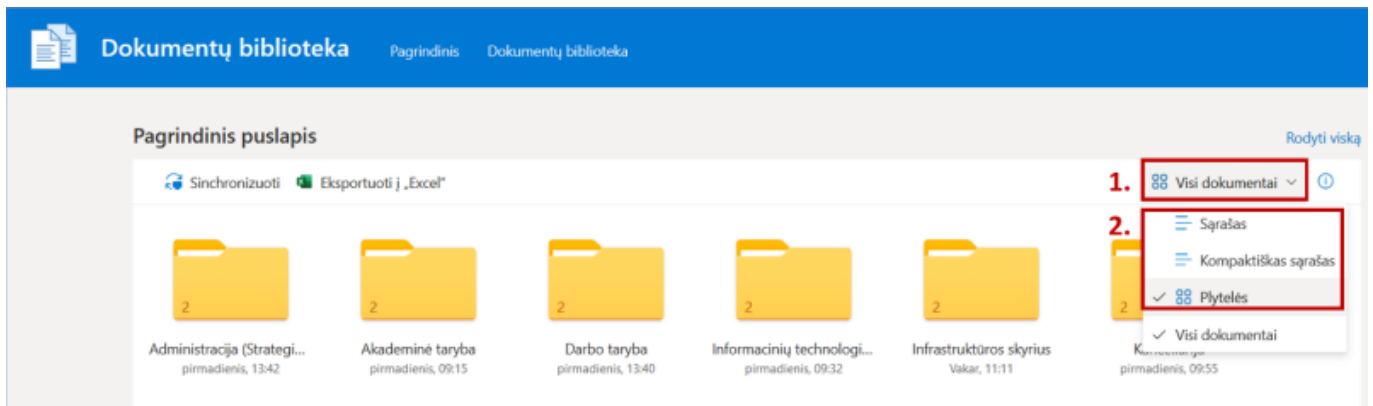 Dokumentų biblioteka Pagrindinis Dokumentų biblioteka
Pagrindinis puslapis
Rodyti viską
Sinchronizuoti Eksportuoti į „Excel“
1. Visi dokumentai
2. Sąrašas
Kompaktiškas sąrašas
Plytelės
Visi dokumentai
2 2 2 2 2 2
Administracija (Strategi... Akademinė taryba Darbo taryba Informacinių technologi... Infrastruktūros skyrius
pirmadienis, 13:42 pirmadienis, 09:15 pirmadienis, 13:40 pirmadienis, 09:32 Vakar, 11:11 pirmadienis, 09:55